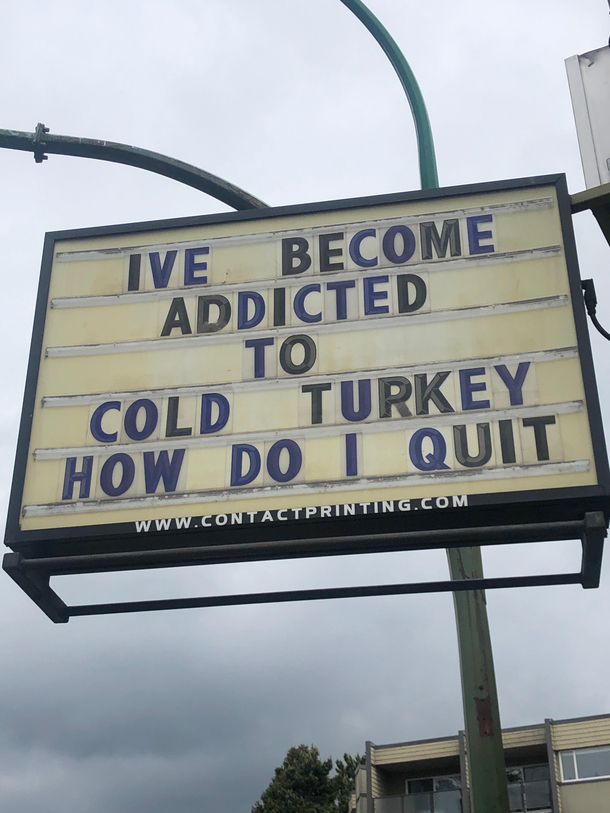 IVE BECOME
ADDICTED
TO
COLD TURKEY
HOW DO I QUIT
WWW.CONTACTPRINTING.COM